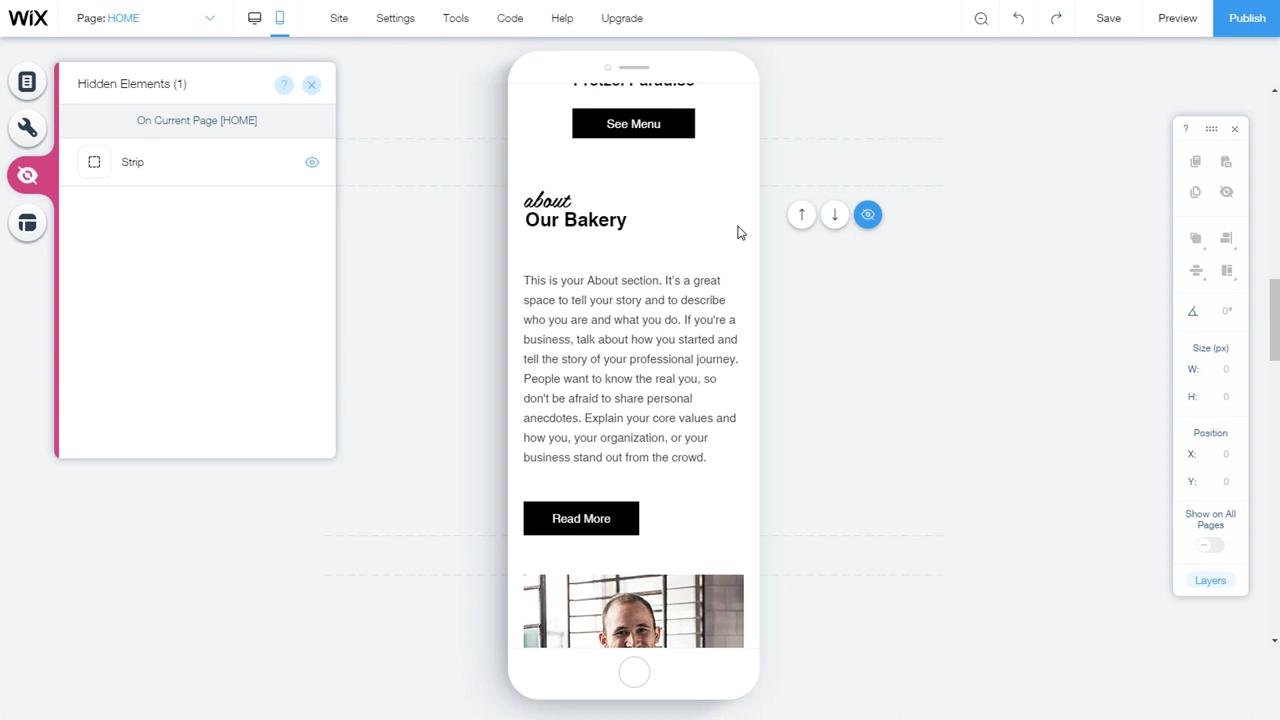 WiX
Page: HOME
Site
Settings
Tools
Code
Help
Upgrade
Save
Preview
Publish
Hidden Elements (1)
?
On Current Page [HOME]
Strip
Pretzel Paradise
See Menu
about
Our Bakery
This is your About section. It's a great
space to tell your story and to describe
who you are and what you do. If you're a
business, talk about how you started and
tell the story of your professional journey.
People want to know the real you, so
don't be afraid to share personal
anecdotes. Explain your core values and
how you, your organization, or your
business stand out from the crowd.
Read More
?
0°
Size (px)
W: 0
H: 0
Position
X: 0
Y: 0
Show on All
Pages
Layers